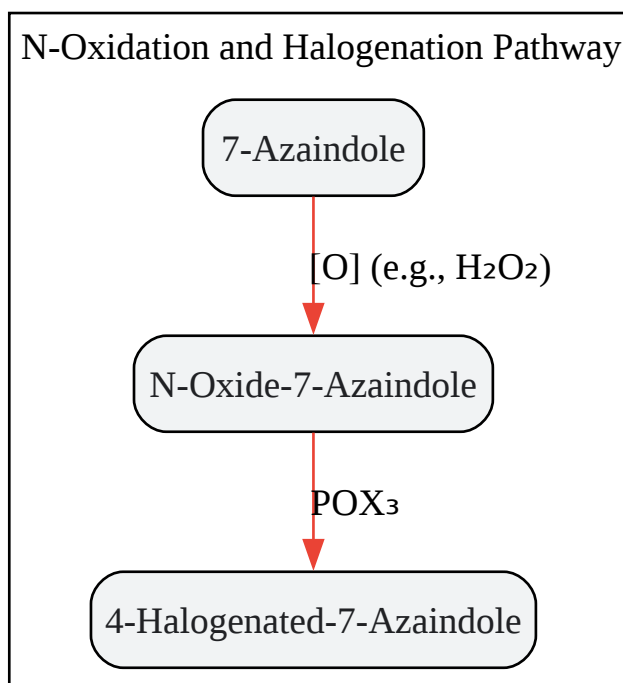 N-Oxidation and Halogenation Pathway
7-Azaindole
[O] (e.g., H₂O₂)
N-Oxide-7-Azaindole
POX₃
4-Halogenated-7-Azaindole